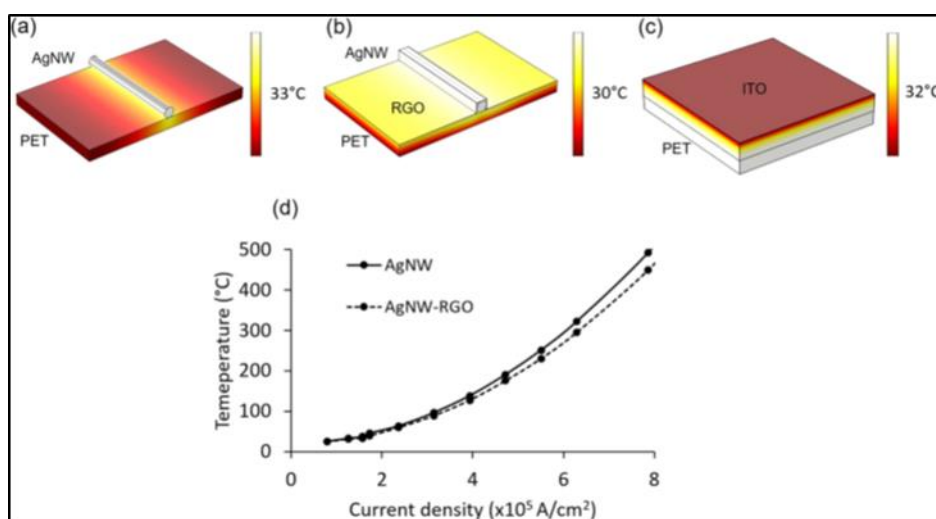 (a)
AgNW
33°C
PET
(b)
AgNW
RGO
30°C
PET
(c)
ITO
32°C
PET
(d)
500
400
300
200
100
0
Temeperature (°C)
AgNW
AgNW-RGO
0 2 4 6 8
Current density (x10⁵ A/cm²)